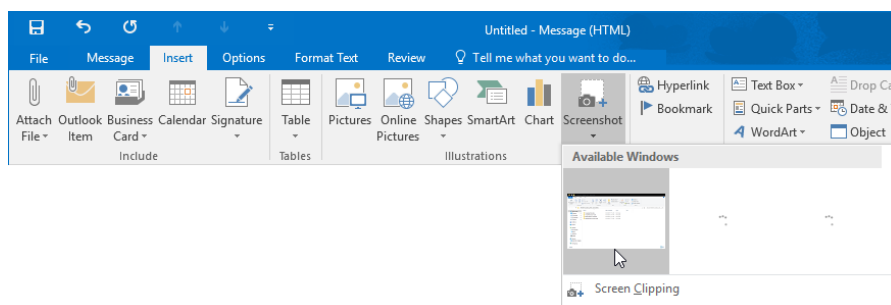 Untitled - Message (HTML)
File Message Insert Options Format Text Review Tell me what you want to do...
Attach File
Outlook Item
Business Card
Calendar
Signature
Table
Pictures
Online Pictures
Shapes
SmartArt
Chart
Screenshot
Hyperlink
Bookmark
Text Box
Quick Parts
WordArt
Drop Ca
Date &
Object
Include
Tables
Illustrations
Available Windows
Screen Clipping